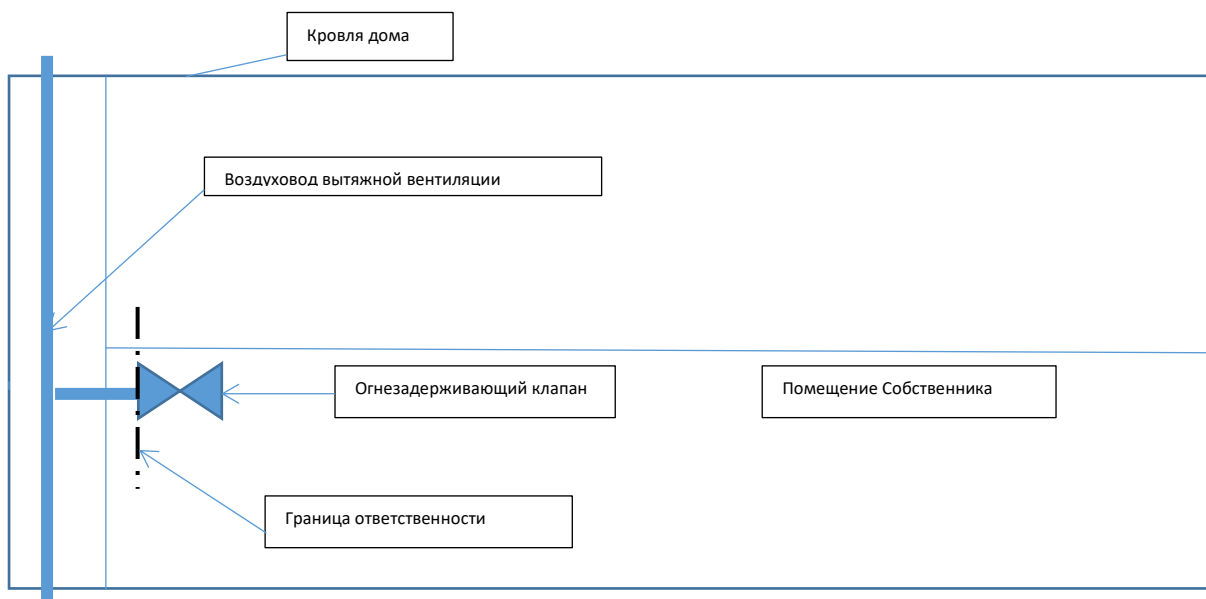 Кровля дома
Воздуховод вытяжной вентиляции
Огнезадерживающий клапан
Помещение Собственника
Граница ответственности